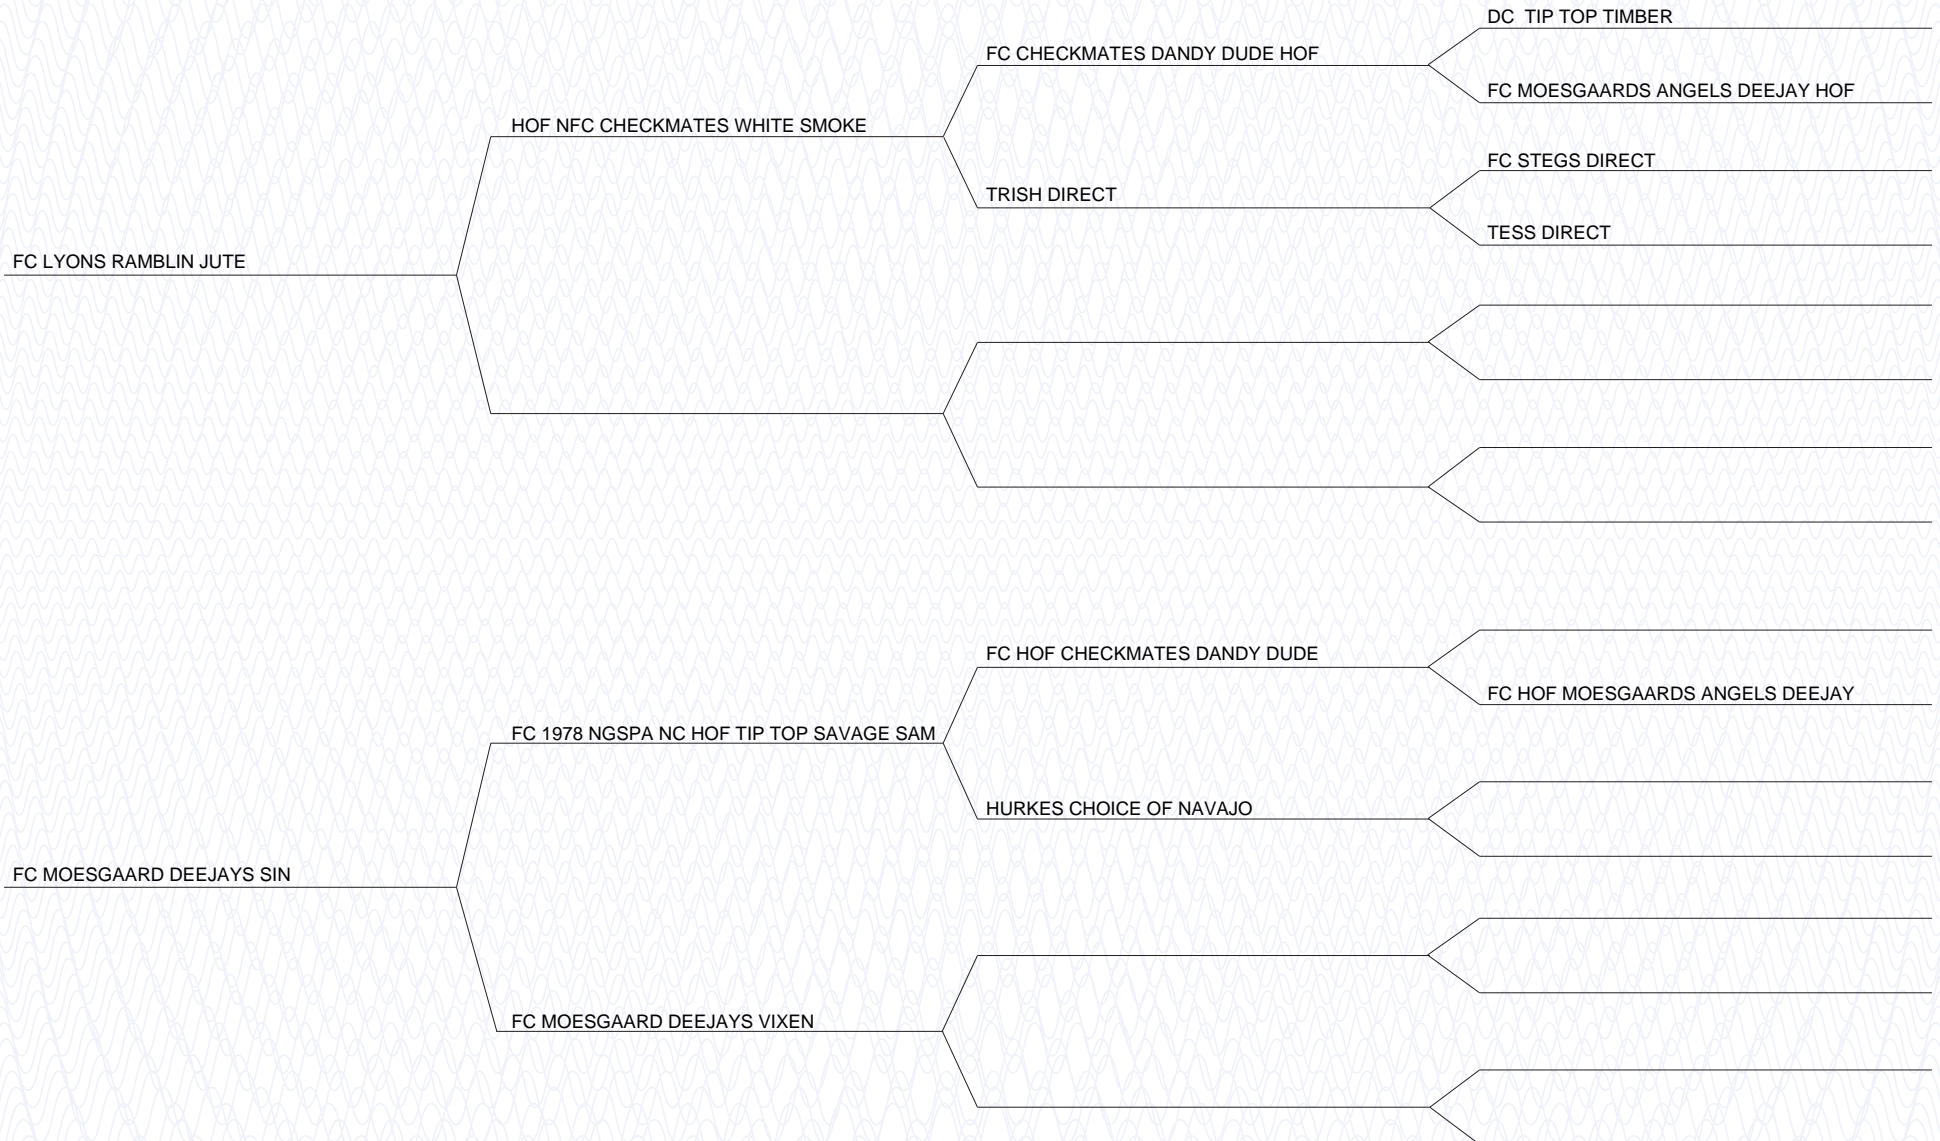 DC  TIP TOP TIMBER
FC CHECKMATES DANDY DUDE HOF
FC MOESGAARDS ANGELS DEEJAY HOF
HOF NFC CHECKMATES WHITE SMOKE
FC STEGS DIRECT
TRISH DIRECT
TESS DIRECT
FC LYONS RAMBLIN JUTE
FC HOF CHECKMATES DANDY DUDE
FC HOF MOESGAARDS ANGELS DEEJAY
FC 1978 NGSPA NC HOF TIP TOP SAVAGE SAM
HURKES CHOICE OF NAVAJO
FC MOESGAARD DEEJAYS SIN
FC MOESGAARD DEEJAYS VIXEN